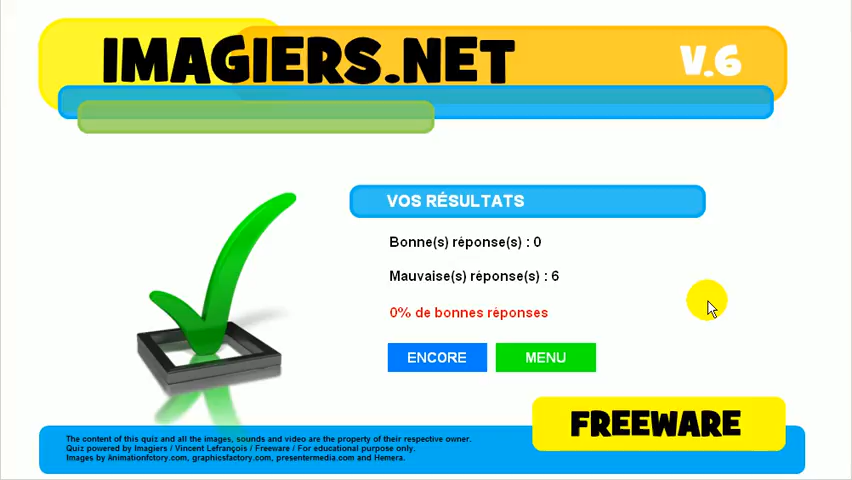 IMAGIERS.NET
V.6
VOS RÉSULTATS
Bonne(s) réponse(s) : 0
Mauvaise(s) réponse(s) : 6
0% de bonnes réponses
ENCORE
MENU
FREEWARE
The content of this quiz and all the images, sounds and video are the property of their respective owner.
Quiz powered by Imagiers / Vincent Lefrançois / Freeware / For educational purpose only.
Images by Animationfctory.com, graphicsfactory.com, presentermedia.com and Hemera.